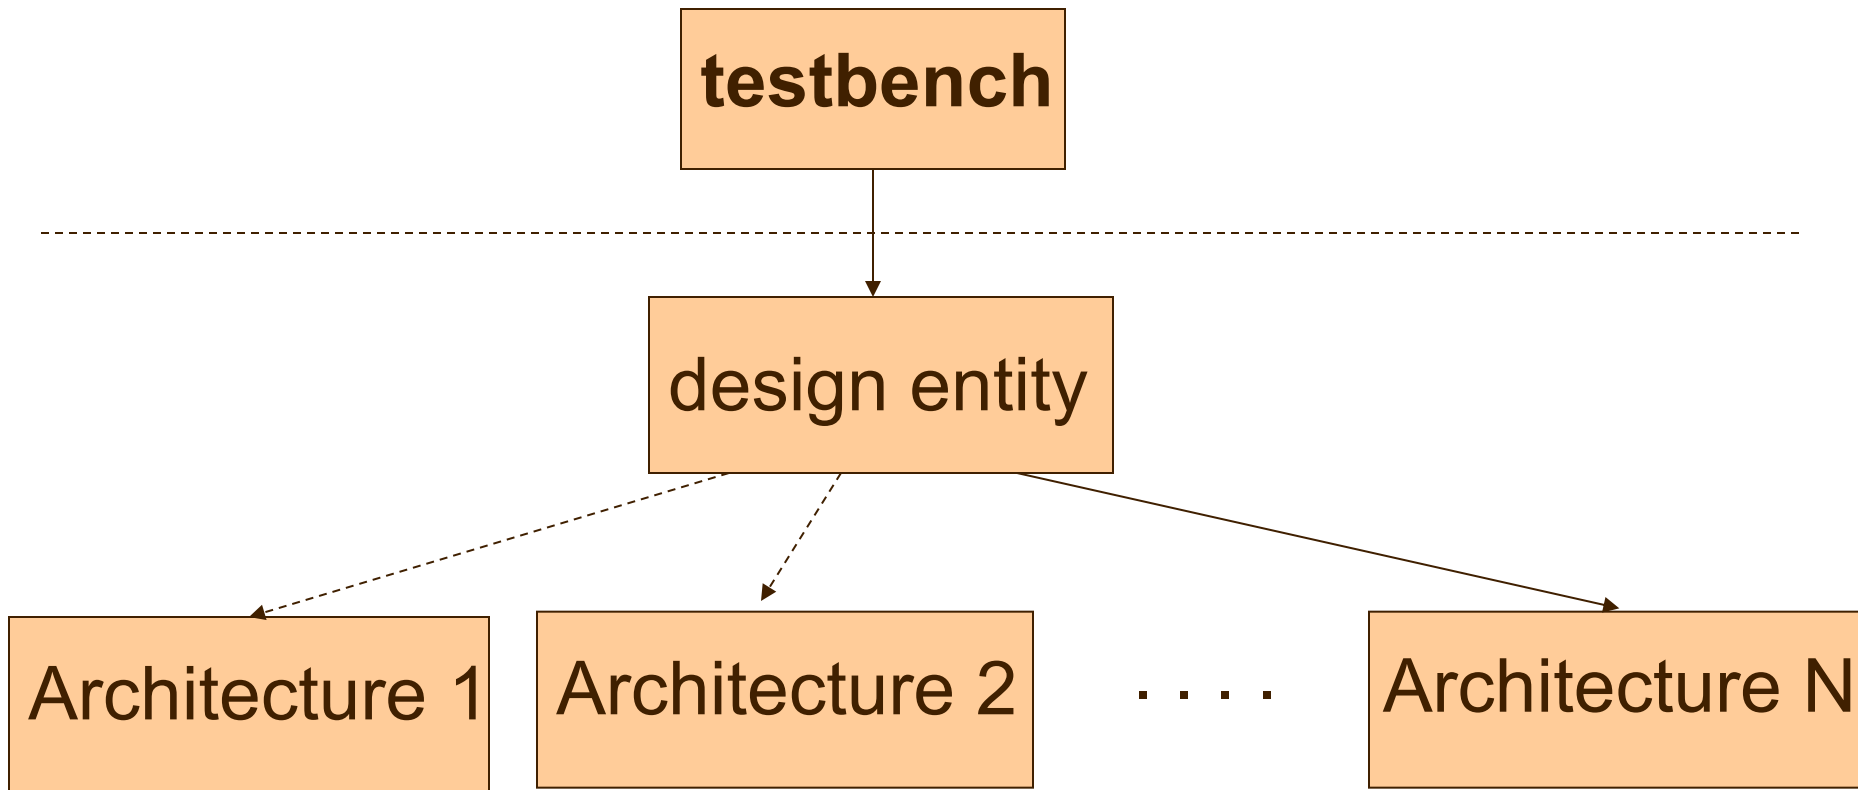 testbench
design entity
Architecture 1
Architecture 2
. . . .
Architecture N